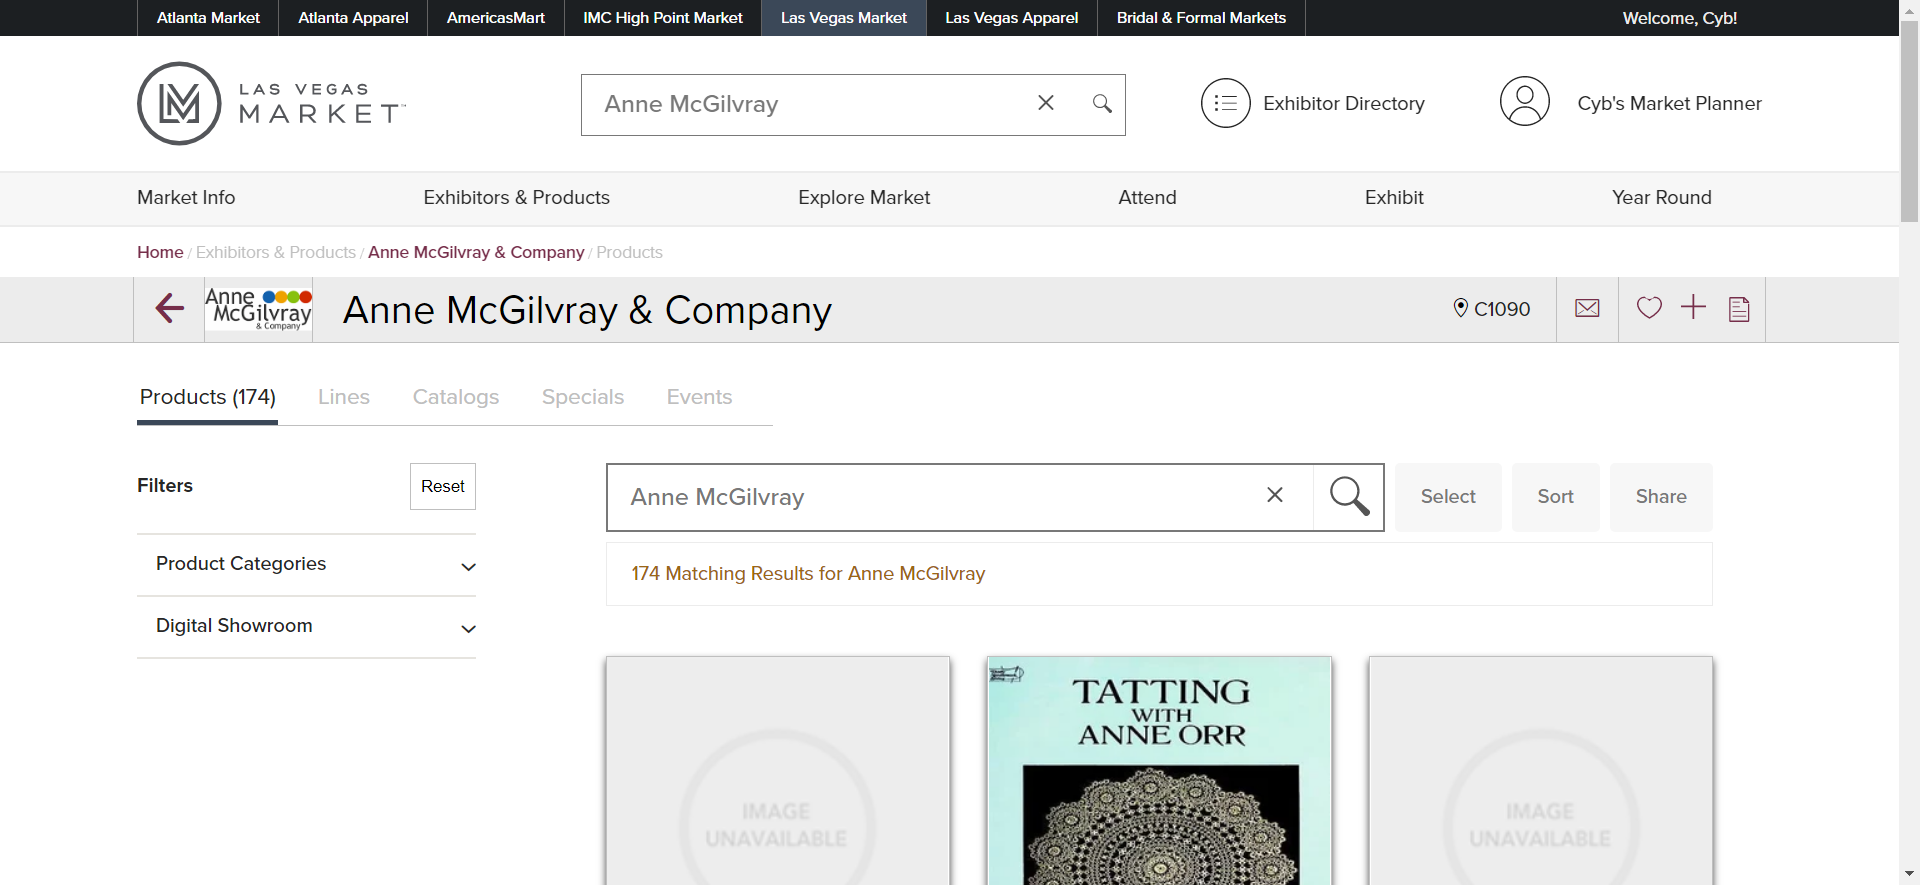 Atlanta Market
Atlanta Apparel
AmericasMart
IMC High Point Market
Las Vegas Market
Las Vegas Apparel
Bridal & Formal Markets
Welcome, Cyb!
LAS VEGAS
MARKET™
Anne McGilvray
Exhibitor Directory
Cyb's Market Planner
Market Info
Exhibitors & Products
Explore Market
Attend
Exhibit
Year Round
Home / Exhibitors & Products / Anne McGilvray & Company / Products
Anne
McGilvray
& Company
Anne McGilvray & Company
C1090
Products (174)
Lines
Catalogs
Specials
Events
Filters
Reset
Anne McGilvray
Select
Sort
Share
Product Categories
174 Matching Results for Anne McGilvray
Digital Showroom
IMAGE
UNAVAILABLE
TATTING
WITH
ANNE ORR
IMAGE
UNAVAILABLE